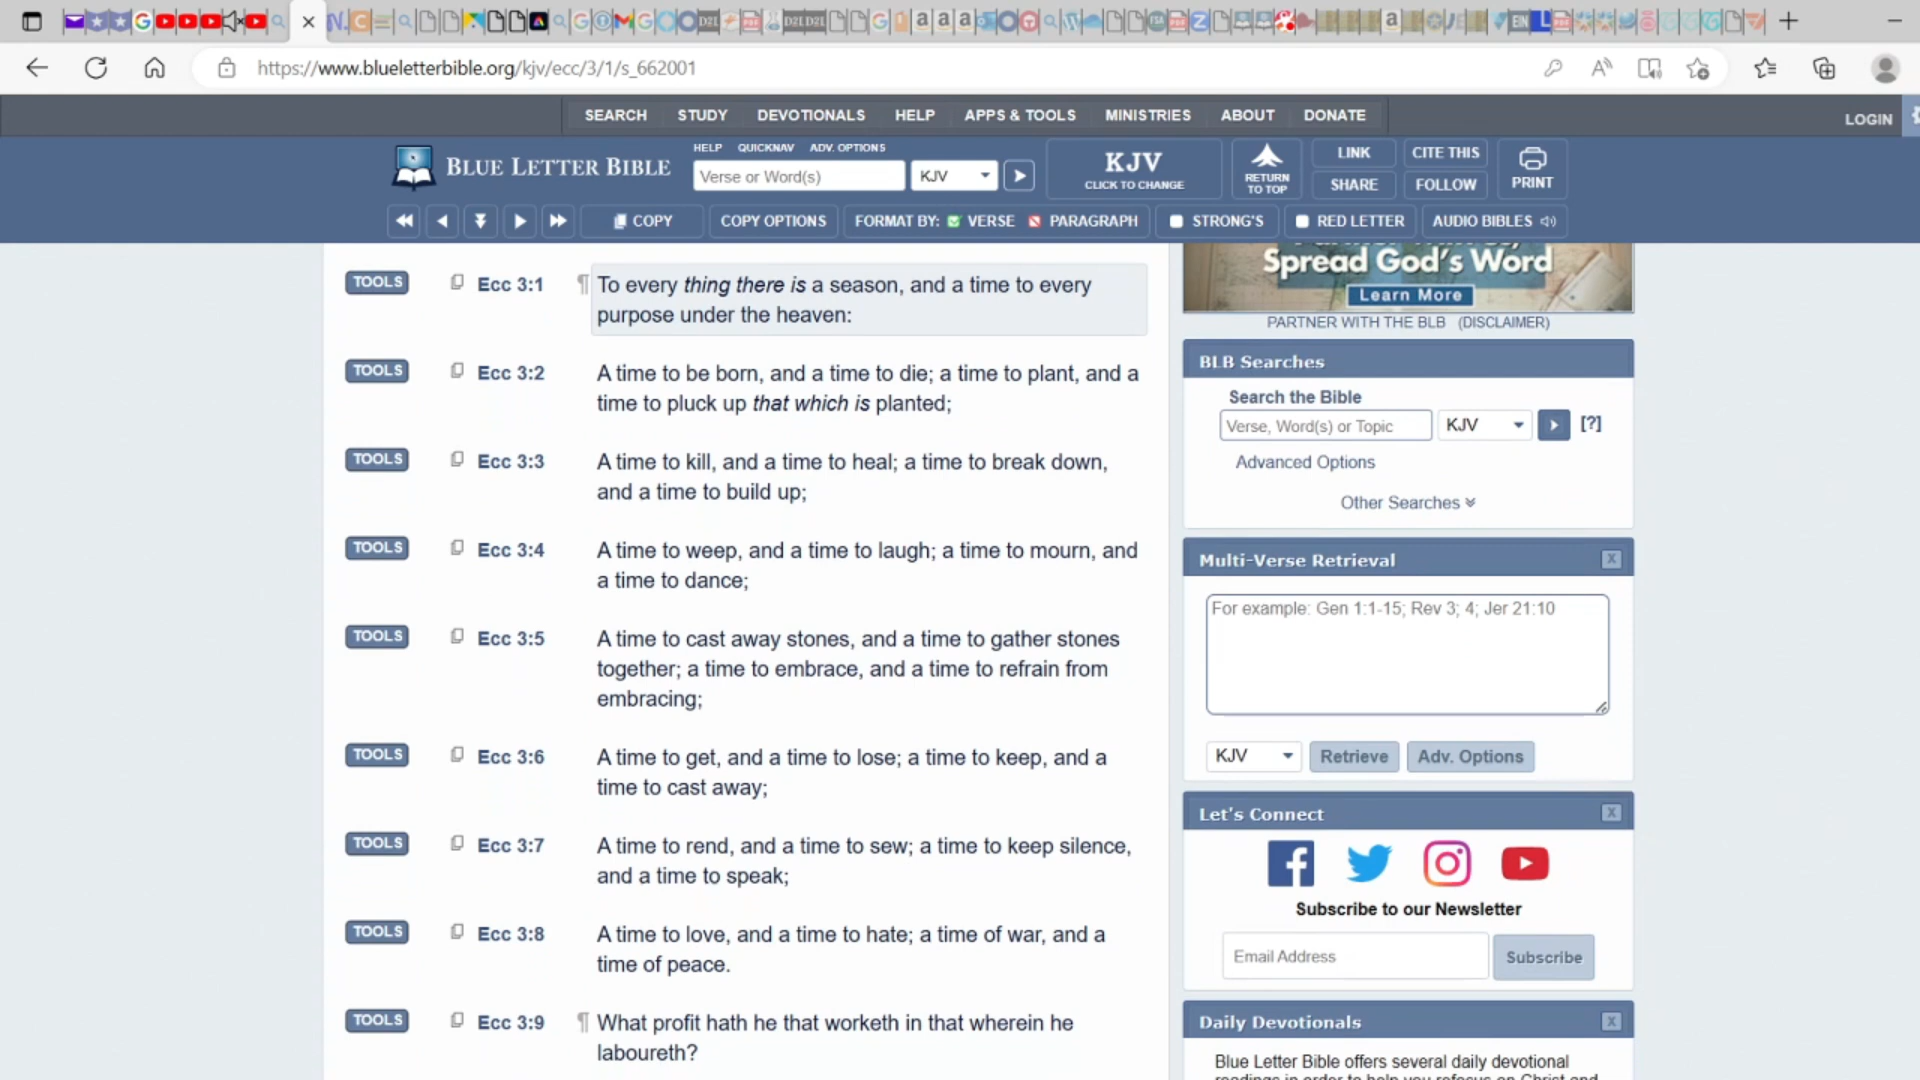 https://www.blueletterbible.org/kjv/ecc/3/1/s_662001
SEARCH STUDY DEVOTIONALS HELP APPS & TOOLS MINISTRIES ABOUT DONATE
LOGIN
BLUE LETTER BIBLE
HELP QUICKNAV ADV. OPTIONS
Verse or Word(s) KJV
KJV
CLICK TO CHANGE
RETURN
TO TOP
LINK CITE THIS
SHARE FOLLOW
PRINT
COPY COPY OPTIONS FORMAT BY: VERSE PARAGRAPH STRONG'S RED LETTER AUDIO BIBLES
TOOLS Ecc 3:1 ¶ To every thing there is a season, and a time to every
purpose under the heaven:
TOOLS Ecc 3:2 A time to be born, and a time to die; a time to plant, and a
time to pluck up that which is planted;
TOOLS Ecc 3:3 A time to kill, and a time to heal; a time to break down,
and a time to build up;
TOOLS Ecc 3:4 A time to weep, and a time to laugh; a time to mourn, and
a time to dance;
TOOLS Ecc 3:5 A time to cast away stones, and a time to gather stones
together; a time to embrace, and a time to refrain from
embracing;
TOOLS Ecc 3:6 A time to get, and a time to lose; a time to keep, and a
time to cast away;
TOOLS Ecc 3:7 A time to rend, and a time to sew; a time to keep silence,
and a time to speak;
TOOLS Ecc 3:8 A time to love, and a time to hate; a time of war, and a
time of peace.
TOOLS Ecc 3:9 ¶ What profit hath he that worketh in that wherein he
laboureth?
Spread God's Word
Learn More
PARTNER WITH THE BLB (DISCLAIMER)
BLB Searches
Search the Bible
Verse, Word(s) or Topic KJV [?]
Advanced Options
Other Searches
Multi-Verse Retrieval X
For example: Gen 1:1-15; Rev 3; 4; Jer 21:10
KJV Retrieve Adv. Options
Let's Connect X
Subscribe to our Newsletter
Email Address Subscribe
Daily Devotionals X
Blue Letter Bible offers several daily devotional
readings in order to help you refocus on Christ and